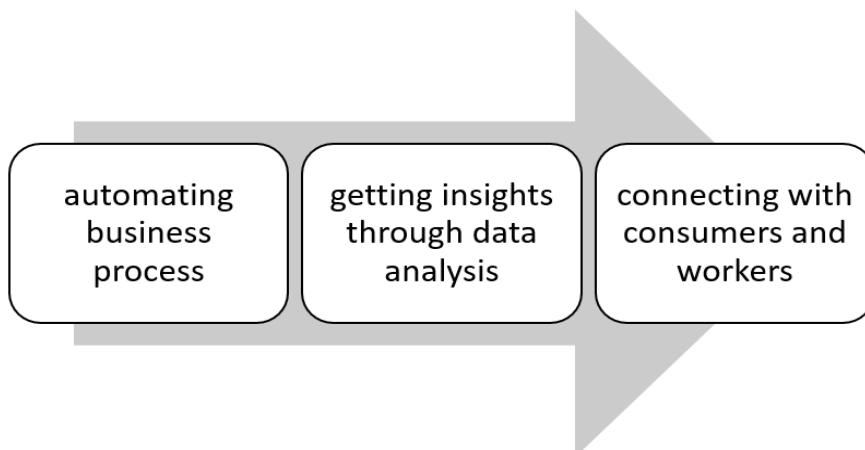 automating
business
process
getting insights
through data
analysis
connecting with
consumers and
workers